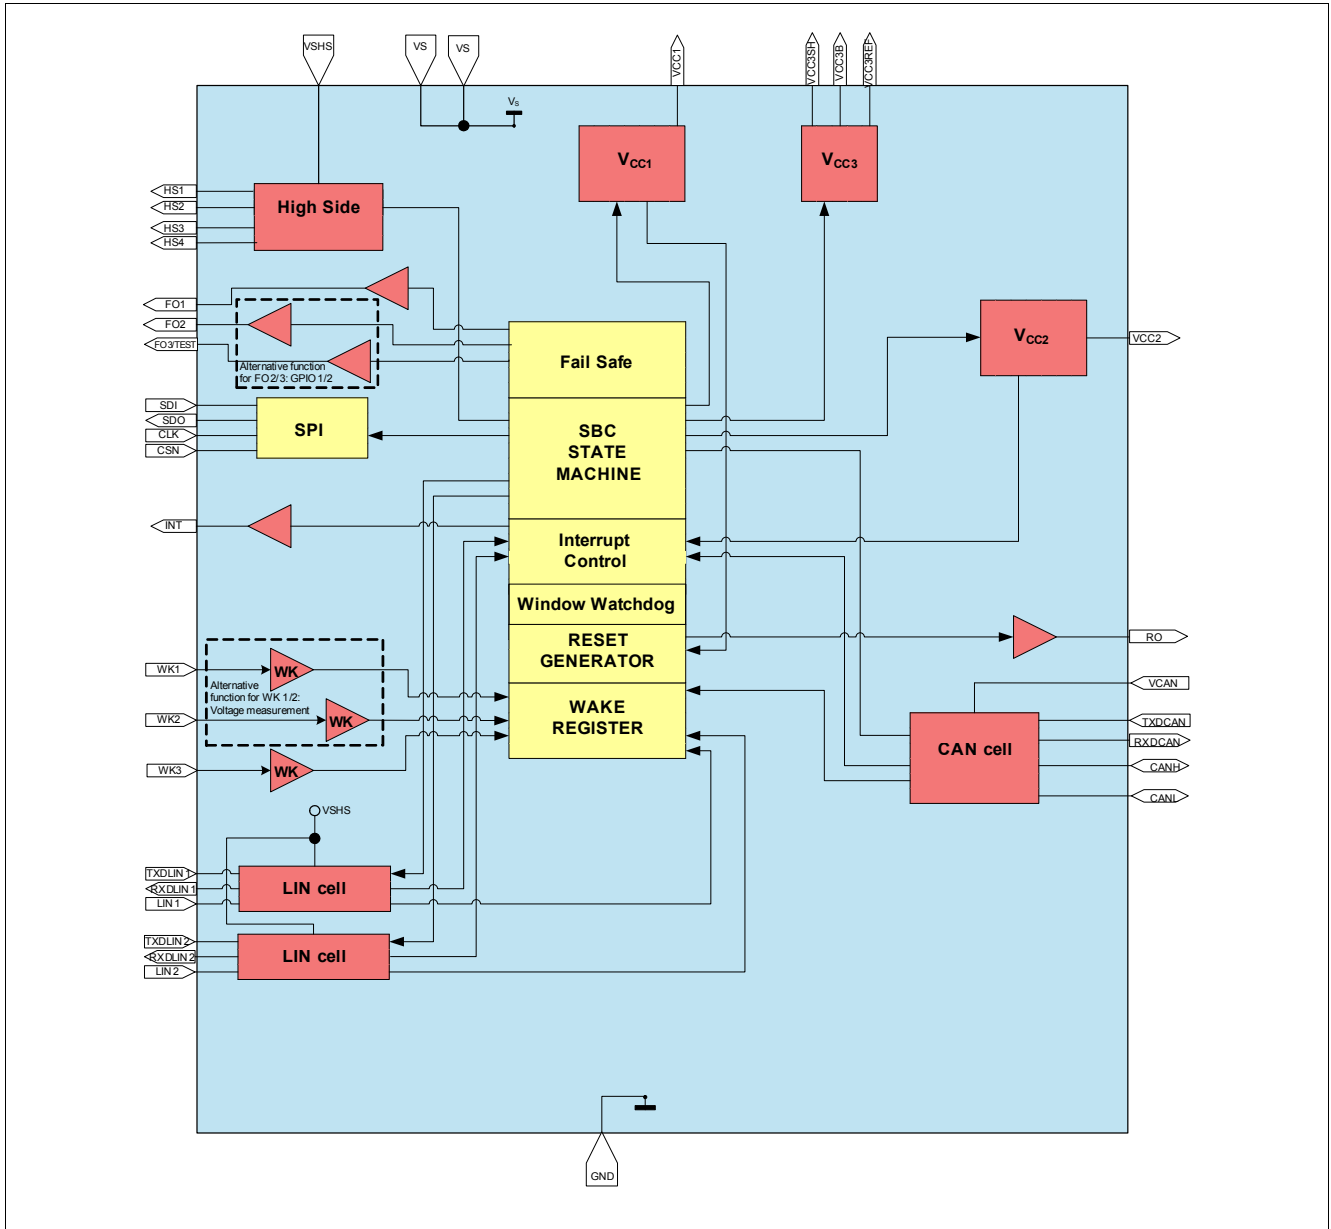 VSHS
VS
VS
VCC1
VCC3SH
VCC3B
VCC3REF
Vs
VCC1
VCC3
HS1
HS2
HS3
HS4
High Side
FO1
FO2
FO3/TEST
Alternative function
for FO2/3: GPIO1/2
Fail Safe
VCC2
VCC2
SDI
SDO
CLK
CSN
SPI
SBC
STATE
MACHINE
INT
Interrupt
Control
Window Watchdog
RESET
GENERATOR
RO
WK1
WK
Alternative
function for WK 1/2:
Voltage measurement
WK2
WK
WAKE
REGISTER
WK3
WK
VCAN
TXDCAN
RXDCAN
CANH
CANL
CAN cell
VSHS
TXDLIN1
RXDLIN1
LIN1
LIN cell
TXDLIN2
RXDLIN2
LIN2
LIN cell
GND